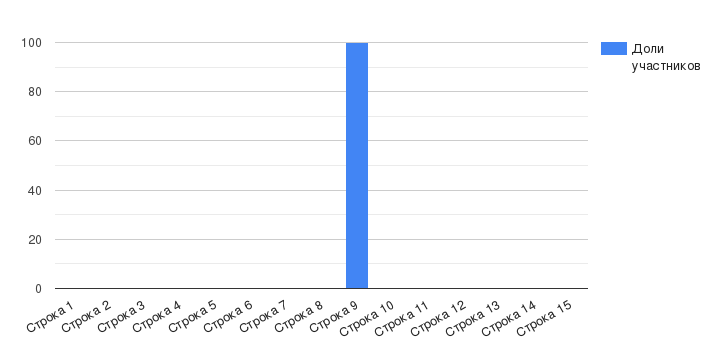 100
80
60
40
20
0
Строка 1
Строка 2
Строка 3
Строка 4
Строка 5
Строка 6
Строка 7
Строка 8
Строка 9
Строка 10
Строка 11
Строка 12
Строка 13
Строка 14
Строка 15
Доли
участников